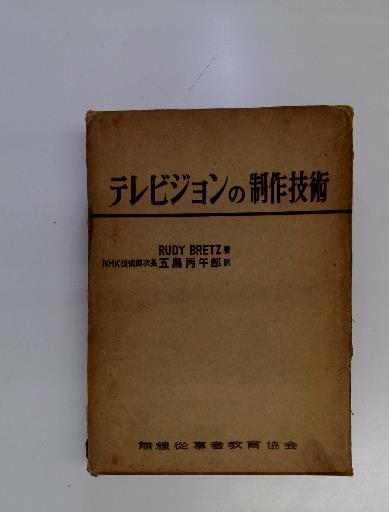 テレビジョンの制作技術
RUDY BRETZ 著
NHK技術局次長 五島丙午郎 訳
無線従事者教育協会